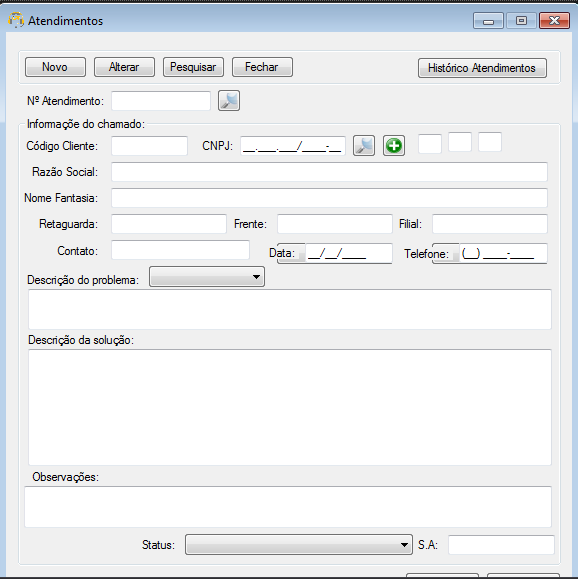 Atendimentos
Novo Alterar Pesquisar Fechar Histórico Atendimentos
Nº Atendimento:
Informação do chamado:
Código Cliente: CNPJ: __.___.___/____-__
Razão Social:
Nome Fantasia:
Retaguarda: Frente: Filial:
Contato: Data: __/__/____ Telefone: (__) ____-____
Descrição do problema:
Descrição da solução:
Observações:
Status: S.A: